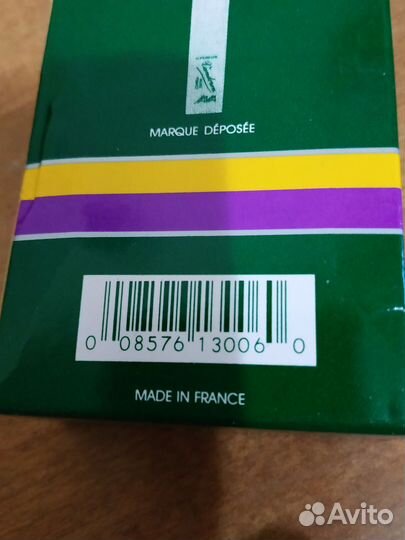 MARQUE DÉPOSÉE
0 08576 13006 0
MADE IN FRANCE
Avito